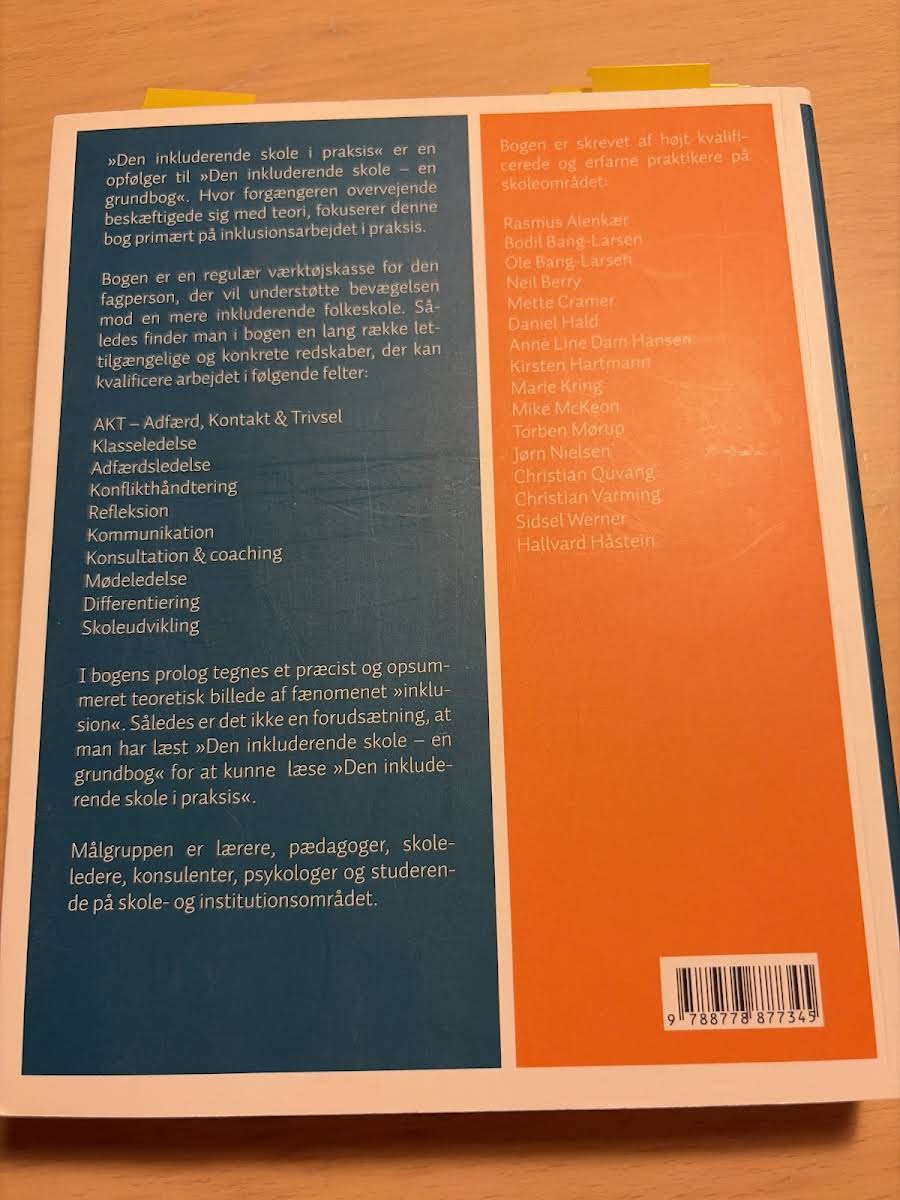 »Den inkluderende skole i praksis« er en
opfølger til »Den inkluderende skole – en
grundbog«. Hvor forgængeren overvejende
beskæftigede sig med teori, fokuserer denne
bog primært på inklusionsarbejdet i praksis.
Bogen er en regulær værktøjskasse for den
fagperson, der vil understøtte bevægelsen
mod en mere inkluderende folkeskole. Så-
ledes finder man i bogen en lang række let-
tilgængelige og konkrete redskaber, der kan
kvalificere arbejdet i følgende felter:
AKT – Adfærd, Kontakt & Trivsel
Klasseledelse
Adfærdsledelse
Konflikthåndtering
Refleksion
Kommunikation
Konsultation & coaching
Mødeledelse
Differentiering
Skoleudvikling
I bogens prolog tegnes et præcist og opsum-
meret teoretisk billede af fænomenet »inklu-
sion«. Således er det ikke en forudsætning, at
man har læst »Den inkluderende skole – en
grundbog« for at kunne læse »Den inklude-
rende skole i praksis«.
Målgruppen er lærere, pædagoger, skole-
ledere, konsulenter, psykologer og studeren-
de på skole- og institutionsområdet.
Bogen er skrevet af højt kvalifi-
cerede og erfarne praktikere på
skoleområdet:
Rasmus Alenkær
Bodil Bang-Larsen
Ole Bang-Larsen
Neil Berry
Mette Cramer
Daniel Hald
Anne Line Dam Hansen
Kirsten Hartmann
Marie Kring
Mike McKeon
Torben Mørup
Jørn Nielsen
Christian Quvang
Christian Varming
Sidsel Werner
Hallvard Håstein
9 788778 877345